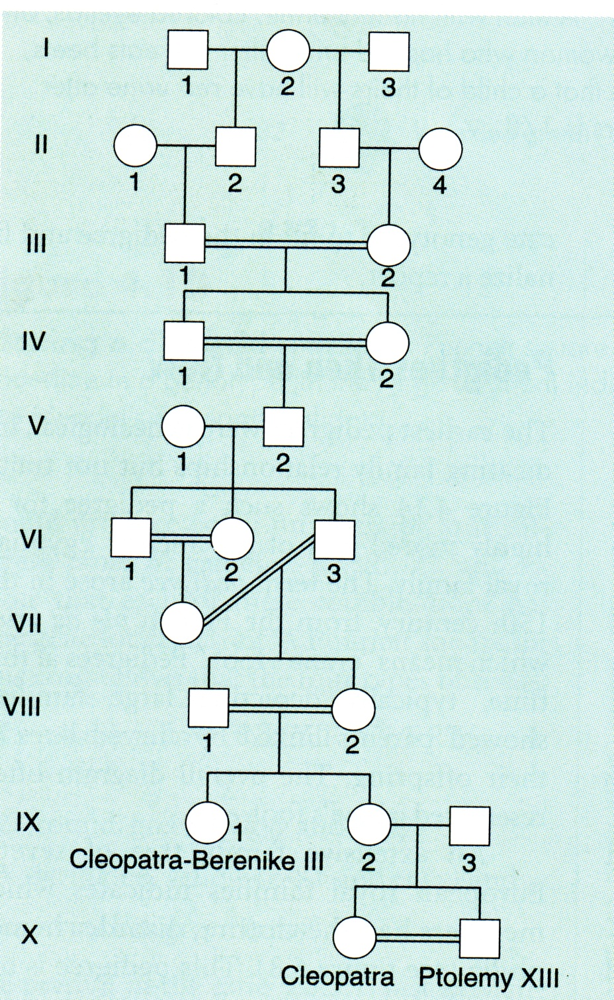 I
1 2 3
II
1 2 3 4
III
1 2
IV
1 2
V
1 2
VI
1 2 3
VII
VIII
1 2
IX
1
Cleopatra-Berenike III 2 3
X
Cleopatra Ptolemy XIII